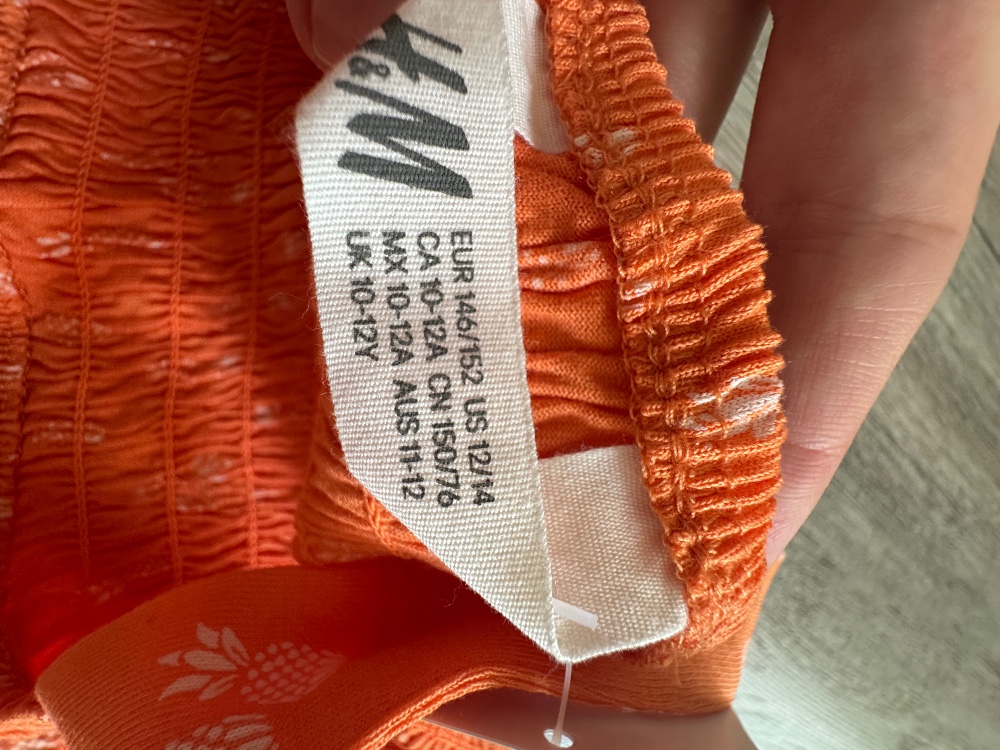 H&M
EUR 146/152 US 12/14
CA 10-12A CN 150/76
MX 10-12A AUS 11-12
UK 10-12Y